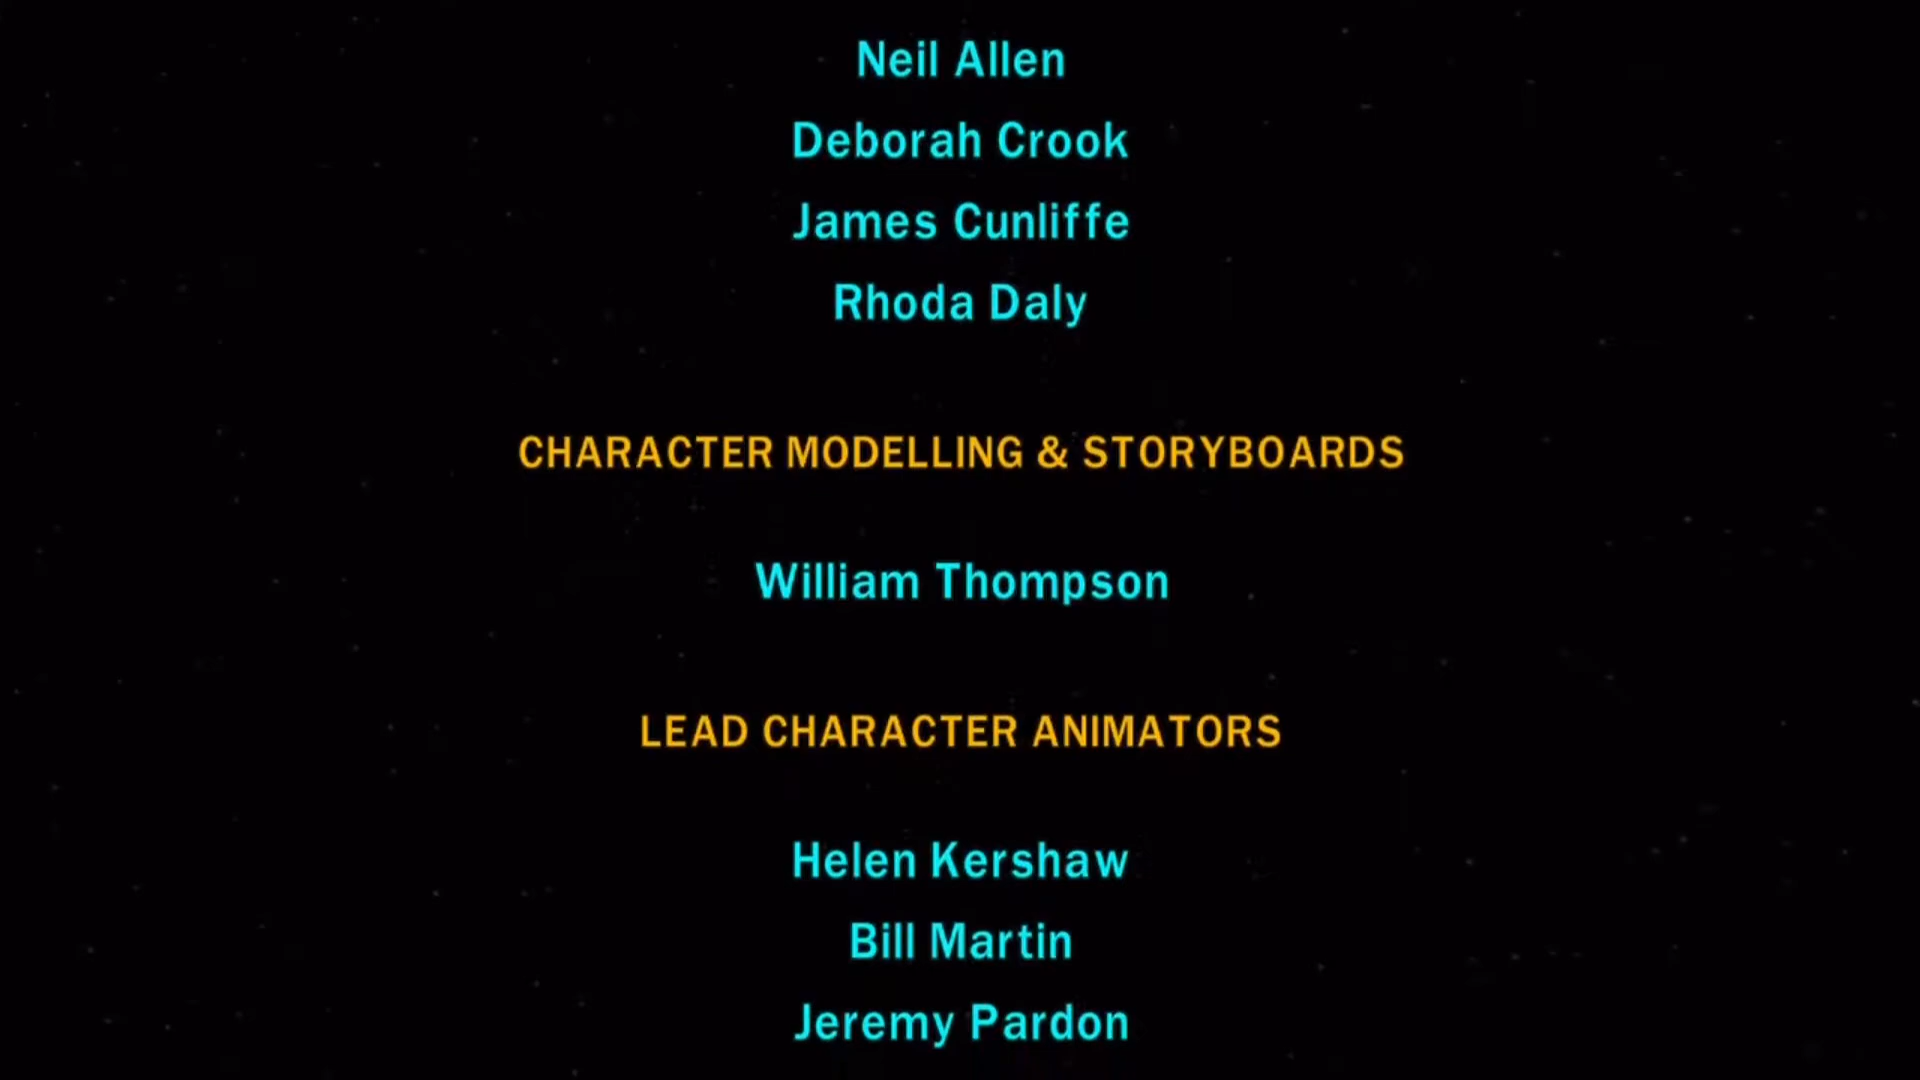 Neil Allen
Deborah Crook
James Cunliffe
Rhoda Daly
CHARACTER MODELLING & STORYBOARDS
William Thompson
LEAD CHARACTER ANIMATORS
Helen Kershaw
Bill Martin
Jeremy Pardon